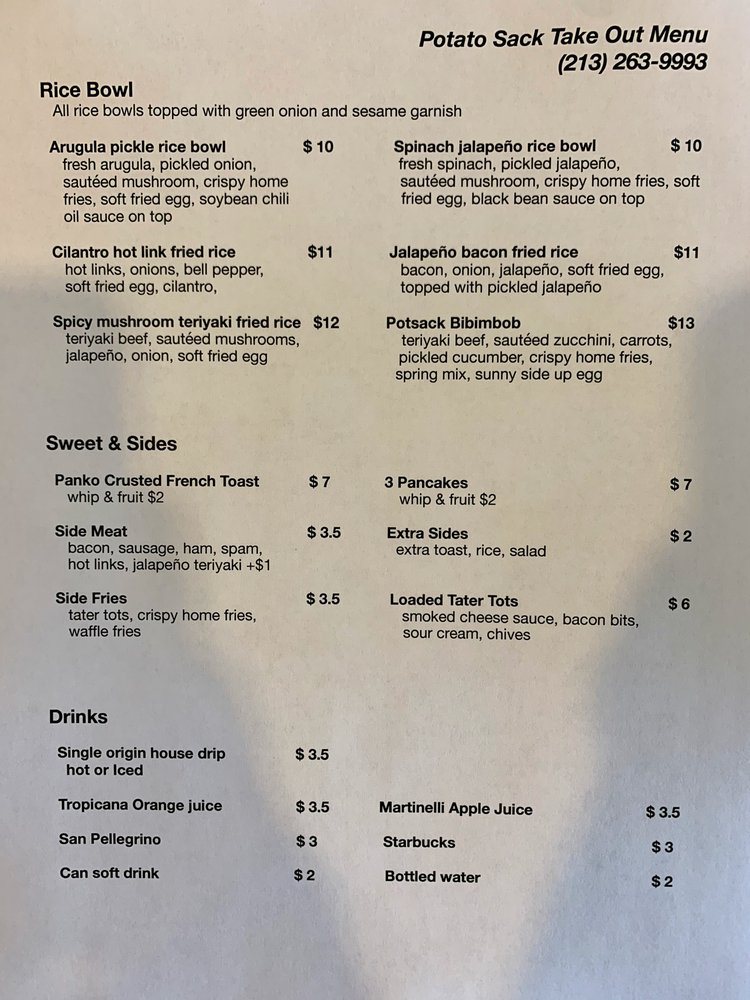 Potato Sack Take Out Menu
(213) 263-9993
Rice Bowl
All rice bowls topped with green onion and sesame garnish
Arugula pickle rice bowl $ 10
fresh arugula, pickled onion,
sautéed mushroom, crispy home
fries, soft fried egg, soybean chili
oil sauce on top
Spinach jalapeño rice bowl $ 10
fresh spinach, pickled jalapeño,
sautéed mushroom, crispy home fries, soft
fried egg, black bean sauce on top
Cilantro hot link fried rice $11
hot links, onions, bell pepper,
soft fried egg, cilantro,
Jalapeño bacon fried rice $11
bacon, onion, jalapeño, soft fried egg,
topped with pickled jalapeño
Spicy mushroom teriyaki fried rice $12
teriyaki beef, sautéed mushrooms,
jalapeño, onion, soft fried egg
Potsack Bibimbob $13
teriyaki beef, sautéed zucchini, carrots,
pickled cucumber, crispy home fries,
spring mix, sunny side up egg
Sweet & Sides
Panko Crusted French Toast $ 7
whip & fruit $2
3 Pancakes $ 7
whip & fruit $2
Side Meat $ 3.5
bacon, sausage, ham, spam,
hot links, jalapeño teriyaki +$1
Extra Sides $ 2
extra toast, rice, salad
Side Fries $ 3.5
tater tots, crispy home fries,
waffle fries
Loaded Tater Tots $ 6
smoked cheese sauce, bacon bits,
sour cream, chives
Drinks
Single origin house drip $ 3.5
hot or Iced
Tropicana Orange juice $ 3.5
Martinelli Apple Juice $ 3.5
San Pellegrino $ 3
Starbucks $ 3
Can soft drink $ 2
Bottled water $ 2